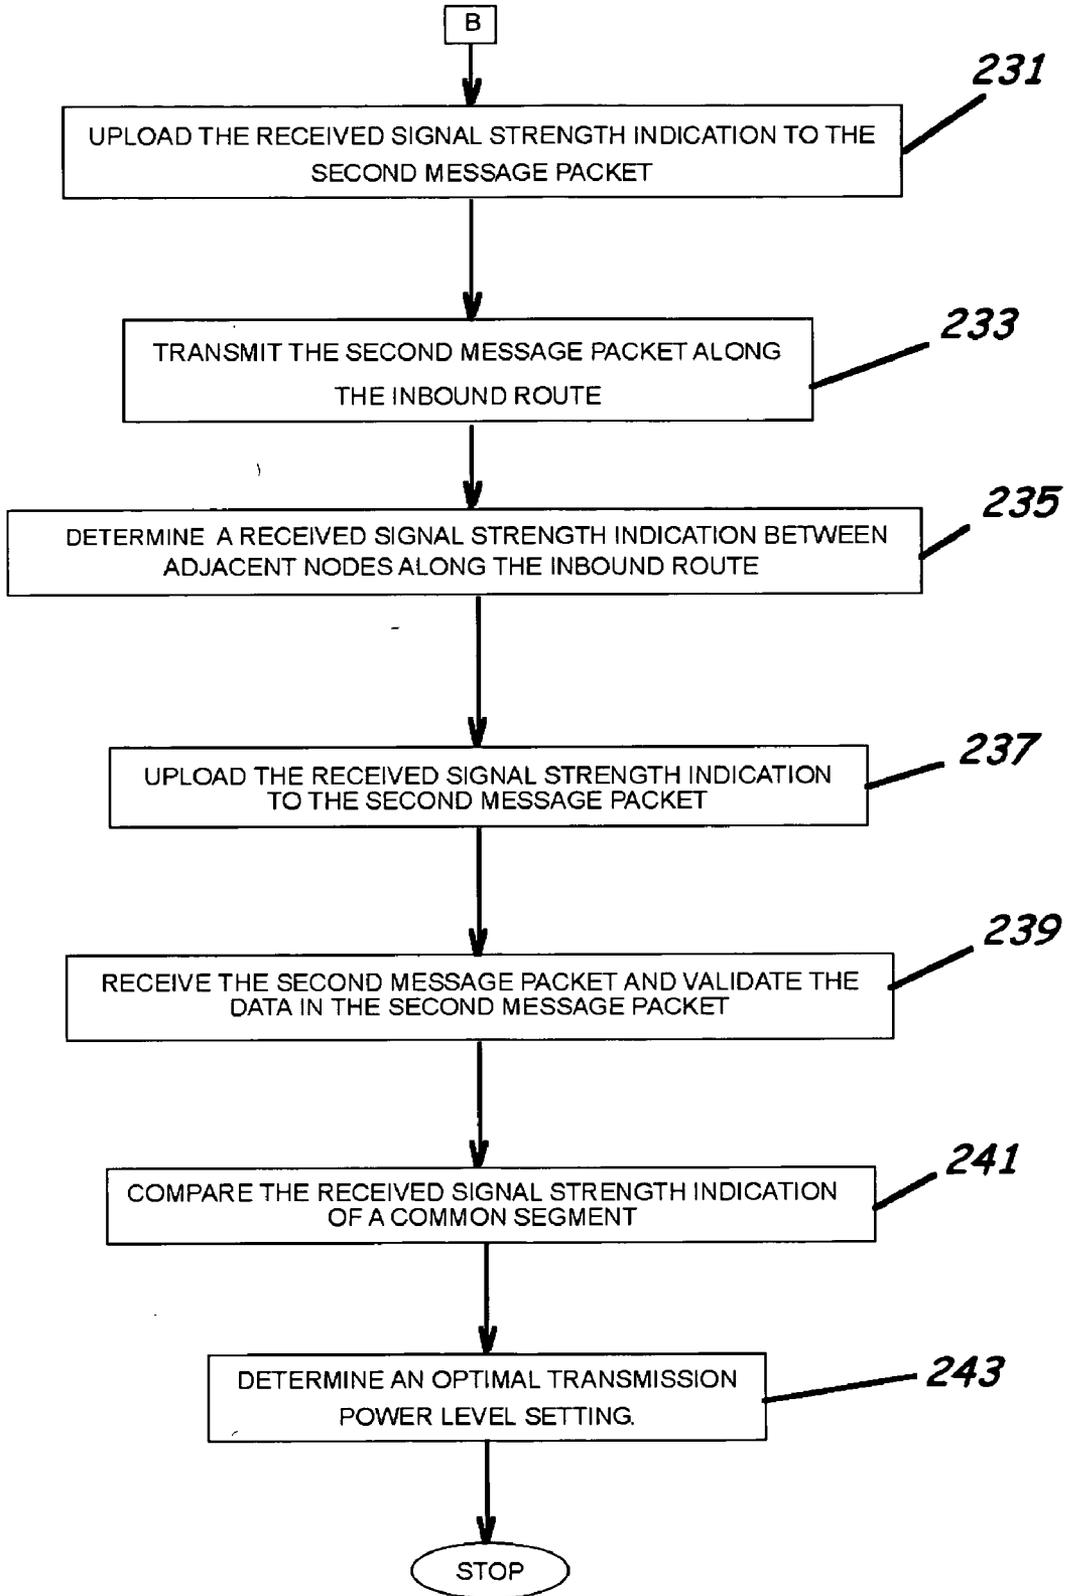 B
231
UPLOAD THE RECEIVED SIGNAL STRENGTH INDICATION TO THE
SECOND MESSAGE PACKET
233
TRANSMIT THE SECOND MESSAGE PACKET ALONG
THE INBOUND ROUTE
235
DETERMINE A RECEIVED SIGNAL STRENGTH INDICATION BETWEEN
ADJACENT NODES ALONG THE INBOUND ROUTE
237
UPLOAD THE RECEIVED SIGNAL STRENGTH INDICATION
TO THE SECOND MESSAGE PACKET
239
RECEIVE THE SECOND MESSAGE PACKET AND VALIDATE THE
DATA IN THE SECOND MESSAGE PACKET
241
COMPARE THE RECEIVED SIGNAL STRENGTH INDICATION
OF A COMMON SEGMENT
243
DETERMINE AN OPTIMAL TRANSMISSION
POWER LEVEL SETTING.
STOP